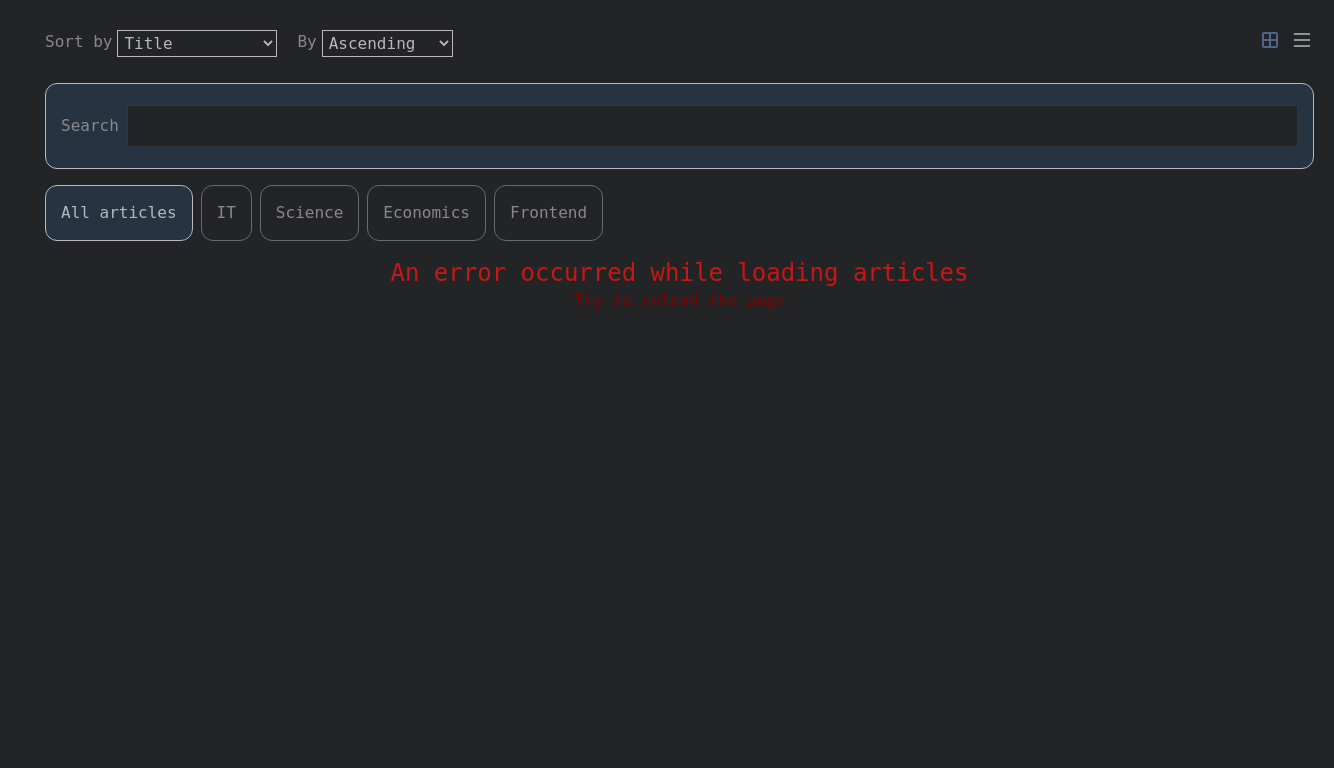 Sort by Title By Ascending
Search
All articles IT Science Economics Frontend
An error occurred while loading articles
Try to reload the page